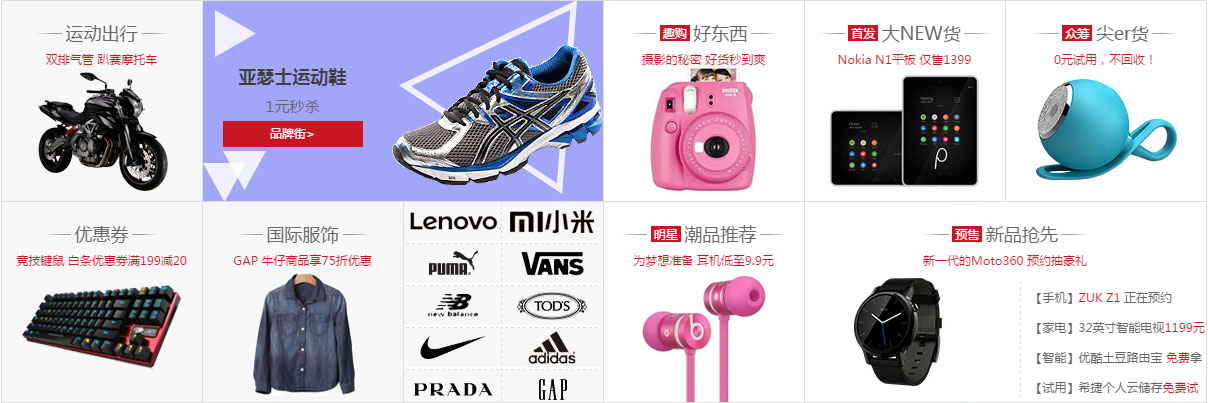 运动出行
双排气管 趴赛摩托车
亚瑟士运动鞋
1元秒杀
品牌街>
趣购 好东西
摄影的秘密 好货秒到爽
instax
首发 大NEW货
Nokia N1平板 仅售1399
众筹 尖er货
0元试用，不回收！
优惠券
竞技键鼠 白条优惠券满199减20
国际服饰
GAP 牛仔商品享75折优惠
Lenovo
MI小米
PUMA
VANS
new balance
TOD'S
adidas
PRADA
GAP
明星 潮品推荐
为梦想准备 耳机低至9.9元
预售 新品抢先
新一代的Moto360 预约抽豪礼
【手机】ZUK Z1 正在预约
【家电】32英寸智能电视1199元
【智能】优酷土豆路由宝 免费拿
【试用】希捷个人云储存免费试